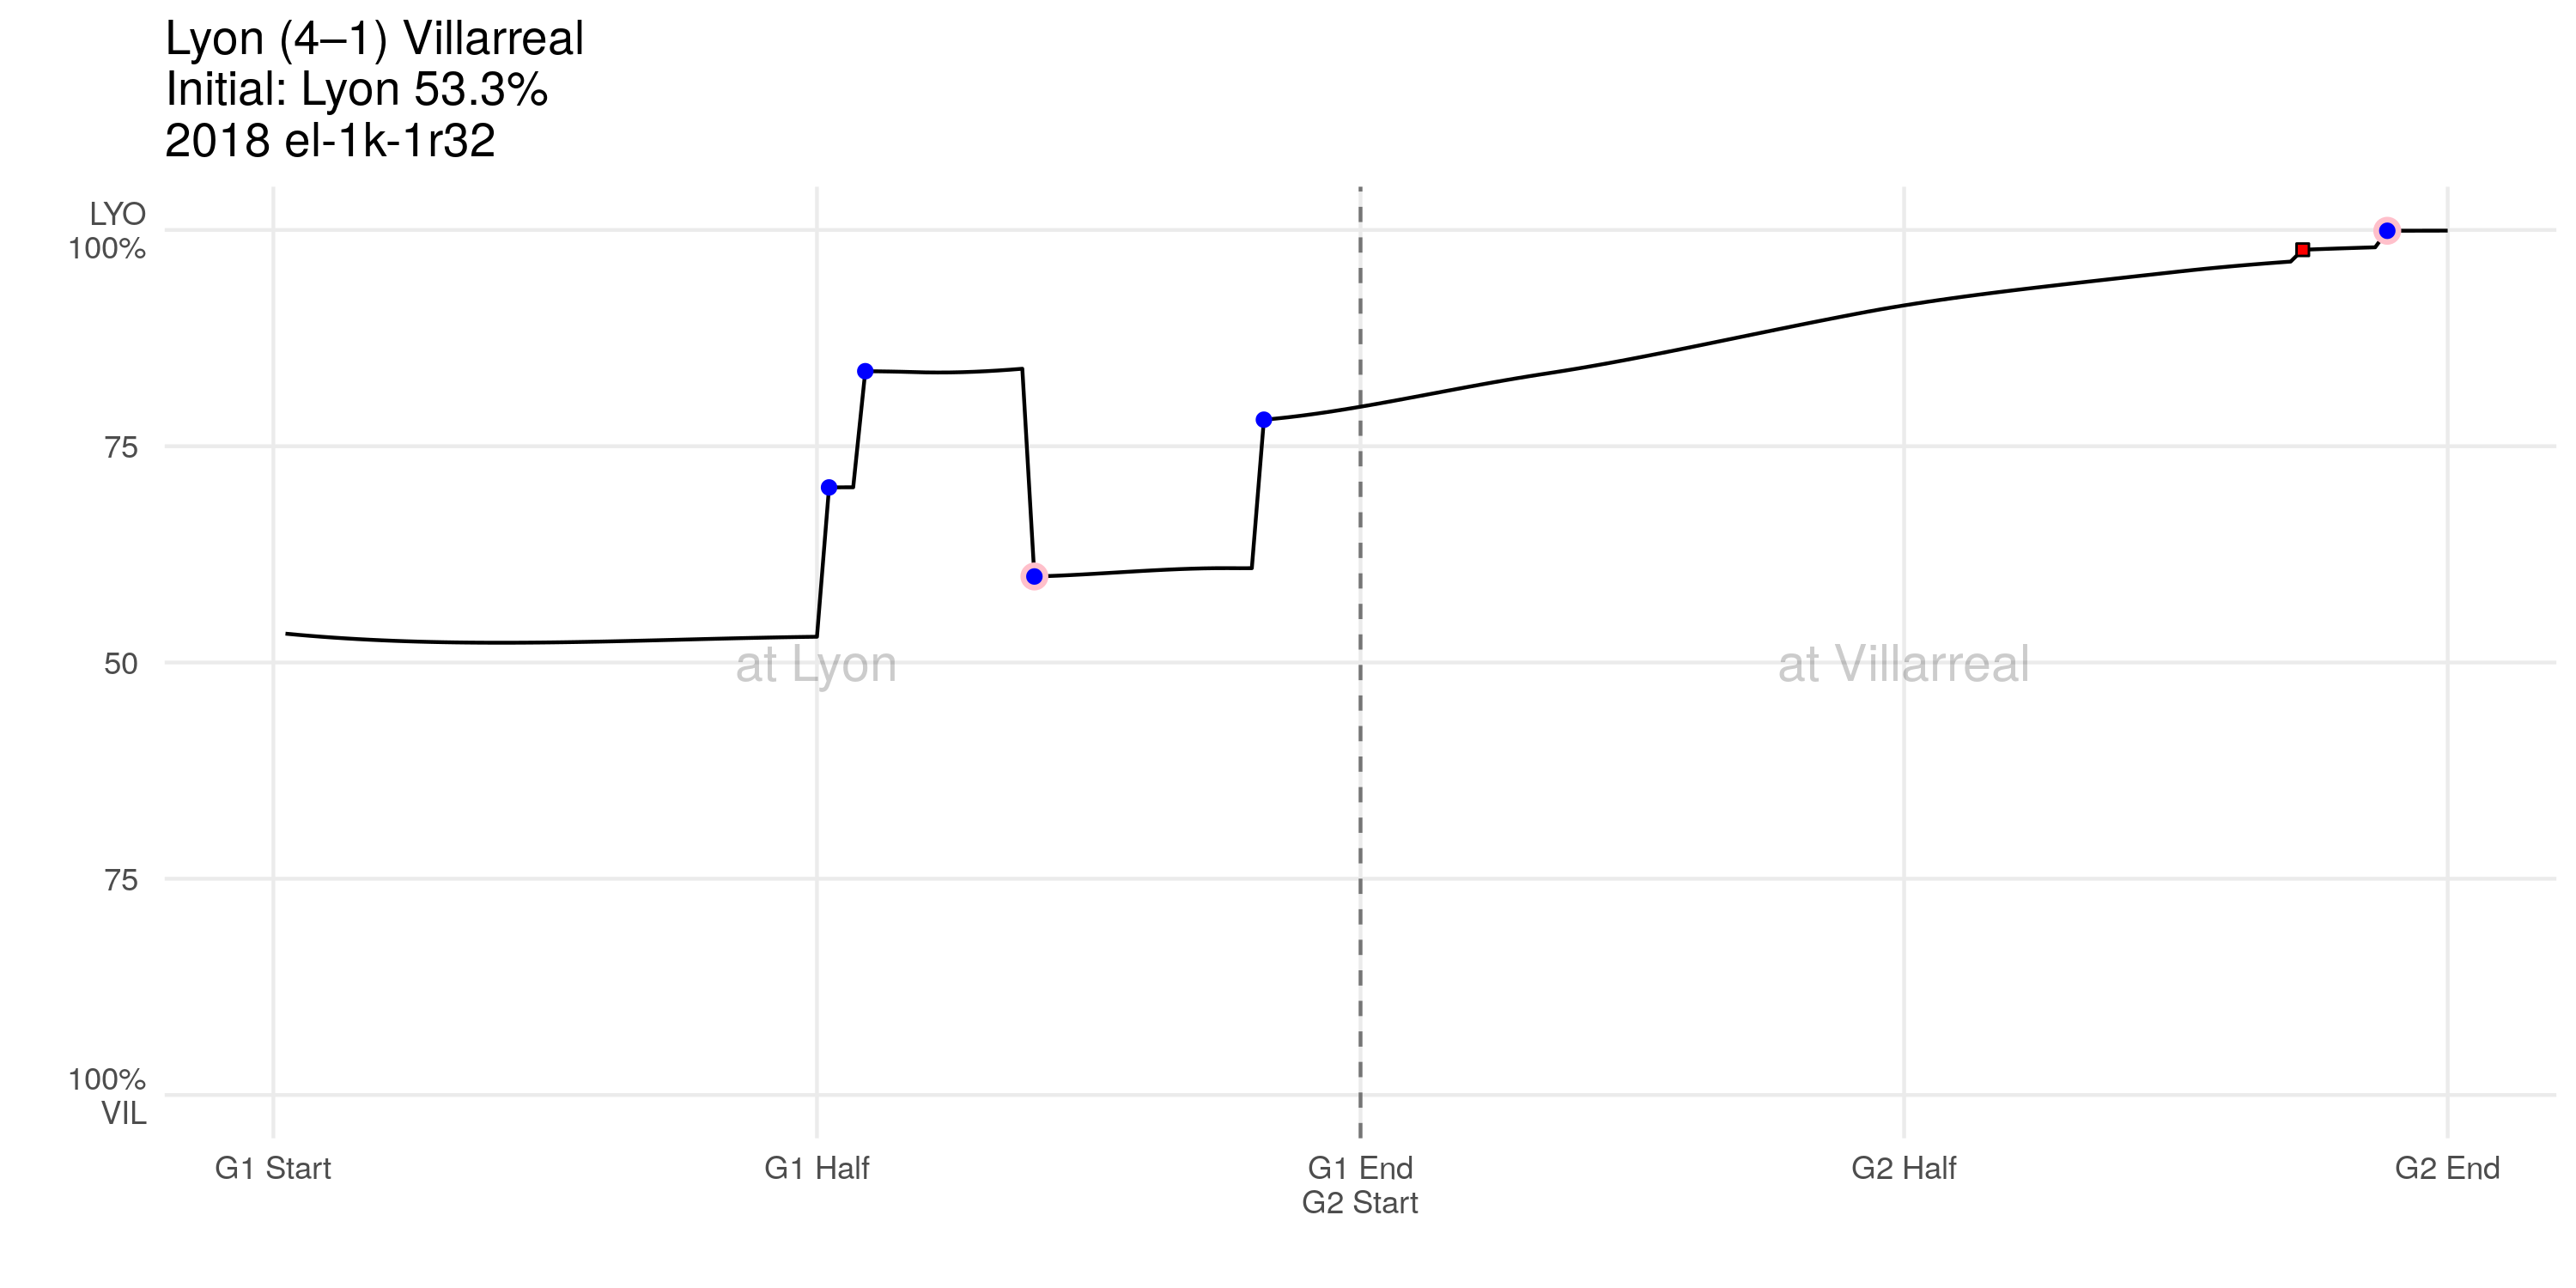 Lyon (4–1) Villarreal
Initial: Lyon 53.3%
2018 el-1k-1r32
LYO
100%
75
50
75
100%
VIL
at Lyon
at Villarreal
G1 Start
G1 Half
G1 End
G2 Start
G2 Half
G2 End